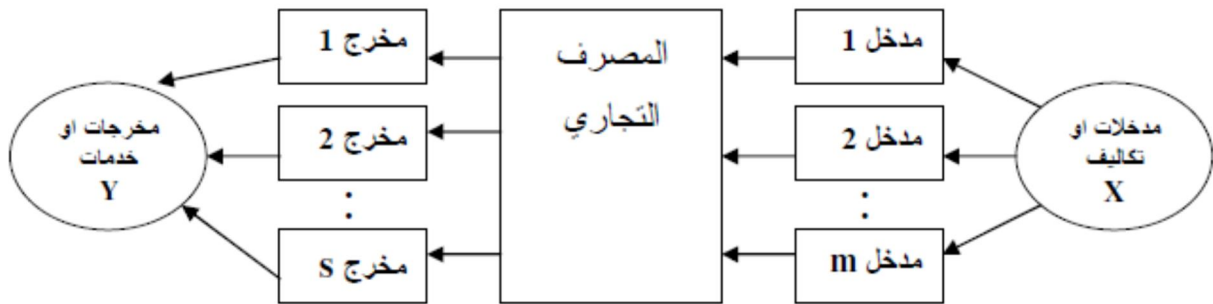 مدخلات او
تكاليف
X
مدخل 1
مدخل 2
:
مدخل m
المصرف
التجاري
مخرج 1
مخرج 2
:
مخرج s
مخرجات او
خدمات
Y